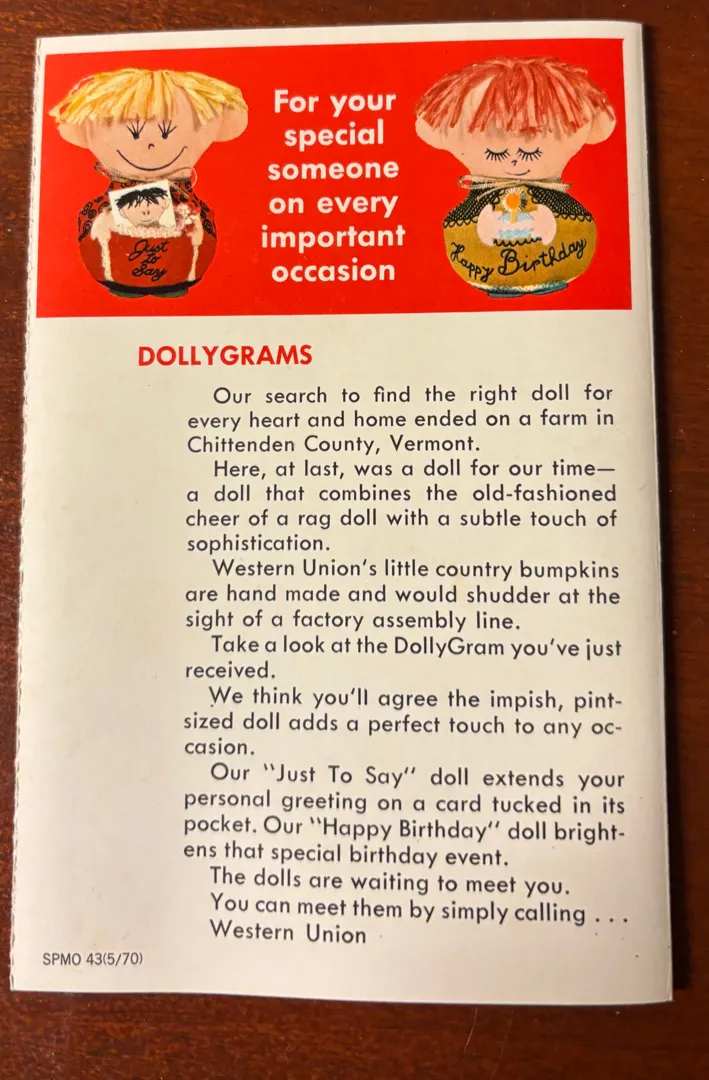 For your
special
someone
on every
important
occasion
Just
to
Say
Happy Birthday
DOLLYGRAMS
Our search to find the right doll for
every heart and home ended on a farm in
Chittenden County, Vermont.
Here, at last, was a doll for our time—
a doll that combines the old-fashioned
cheer of a rag doll with a subtle touch of
sophistication.
Western Union's little country bumpkins
are hand made and would shudder at the
sight of a factory assembly line.
Take a look at the DollyGram you've just
received.
We think you'll agree the impish, pint-
sized doll adds a perfect touch to any oc-
casion.
Our "Just To Say" doll extends your
personal greeting on a card tucked in its
pocket. Our "Happy Birthday" doll bright-
ens that special birthday event.
The dolls are waiting to meet you.
You can meet them by simply calling . . .
Western Union
SPMO 43(5/70)